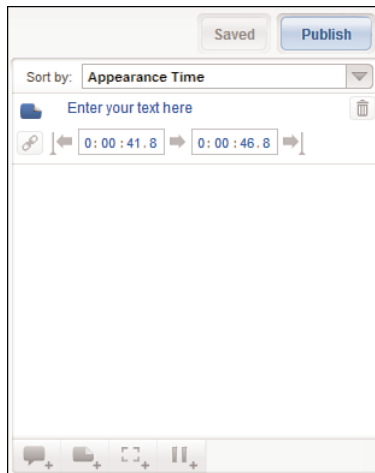 Saved Publish
Sort by: Appearance Time
Enter your text here
0: 00 : 41 . 8 0: 00 : 46 . 8